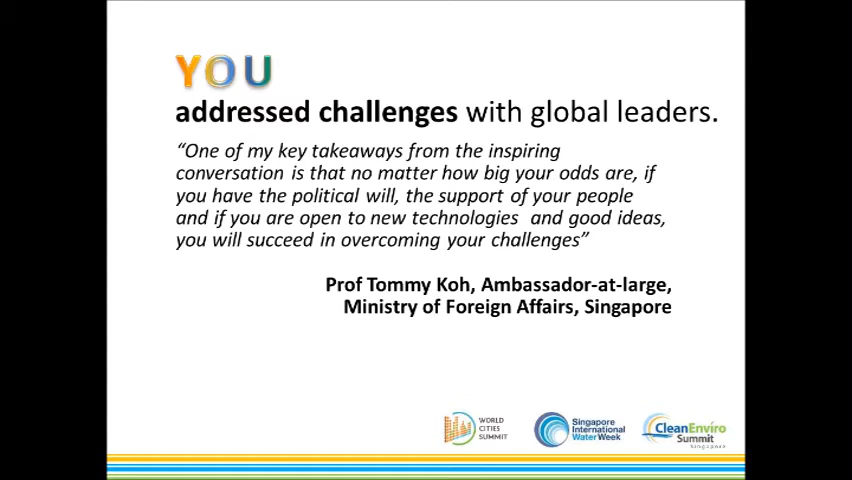 YOU
addressed challenges with global leaders.
“One of my key takeaways from the inspiring
conversation is that no matter how big your odds are, if
you have the political will, the support of your people
and if you are open to new technologies and good ideas,
you will succeed in overcoming your challenges”
Prof Tommy Koh, Ambassador-at-large,
Ministry of Foreign Affairs, Singapore
WORLD
CITIES
SUMMIT
Singapore
International
WaterWeek
CleanEnviro
Summit
Singapore